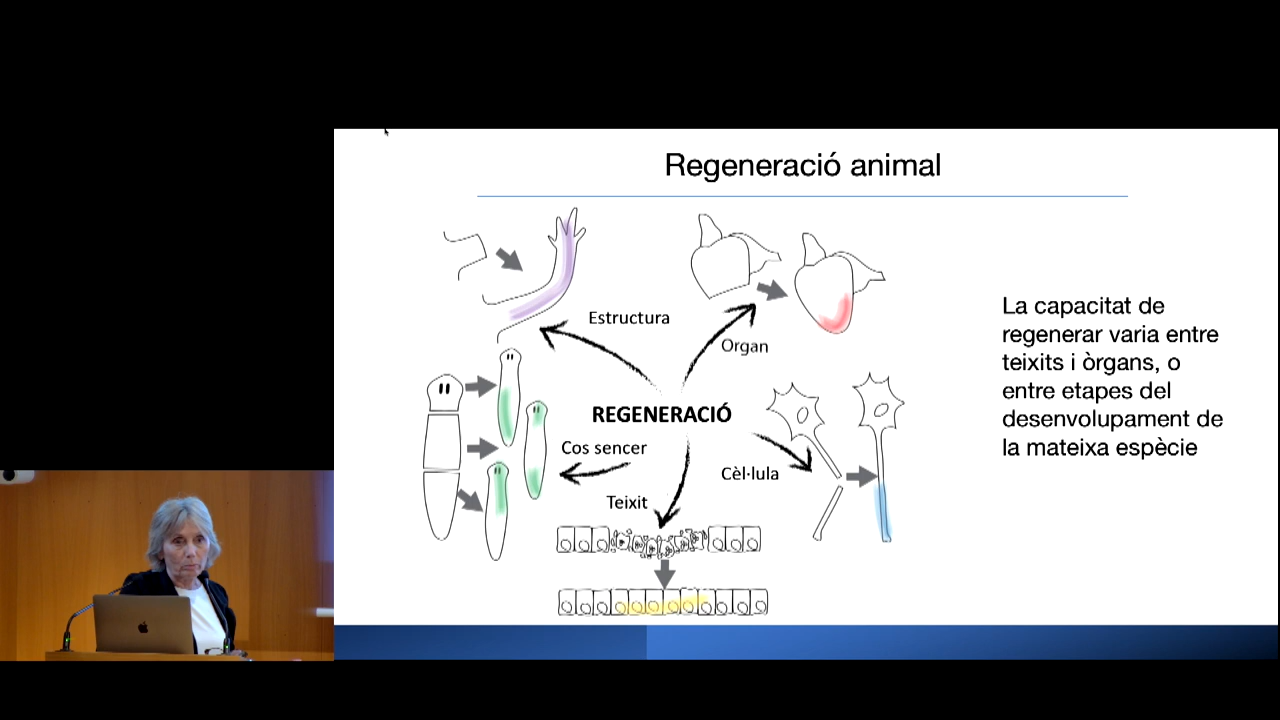 Regeneració animal
Estructura
Organ
REGENERACIÓ
Cos sencer
Cèl·lula
Teixit
La capacitat de
regenerar varia entre
teixits i òrgans, o
entre etapes del
desenvolupament de
la mateixa espècie